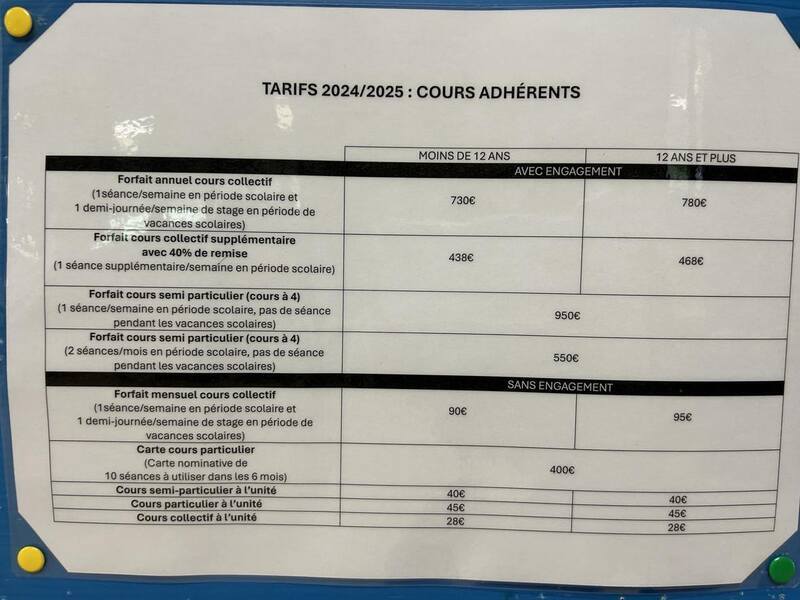 TARIFS 2024/2025 : COURS ADHÉRENTS
MOINS DE 12 ANS 12 ANS ET PLUS
AVEC ENGAGEMENT
Forfait annuel cours collectif
(1séance/semaine en période scolaire et
1 demi-journée/semaine de stage en période de
vacances scolaires)
730€ 780€
Forfait cours collectif supplémentaire
avec 40% de remise
(1 séance supplémentaire/semaine en période scolaire)
438€ 468€
Forfait cours semi particulier (cours à 4)
(1 séance/semaine en période scolaire, pas de séance
pendant les vacances scolaires)
950€
Forfait cours semi particulier (cours à 4)
(2 séances/mois en période scolaire, pas de séance
pendant les vacances scolaires)
550€
SANS ENGAGEMENT
Forfait mensuel cours collectif
(1séance/semaine en période scolaire et
1 demi-journée/semaine de stage en période de
vacances scolaires)
90€ 95€
Carte cours particulier
(Carte nominative de
10 séances à utiliser dans les 6 mois)
400€
Cours semi-particulier à l'unité 40€ 40€
Cours particulier à l'unité 45€ 45€
Cours collectif à l'unité 28€ 28€